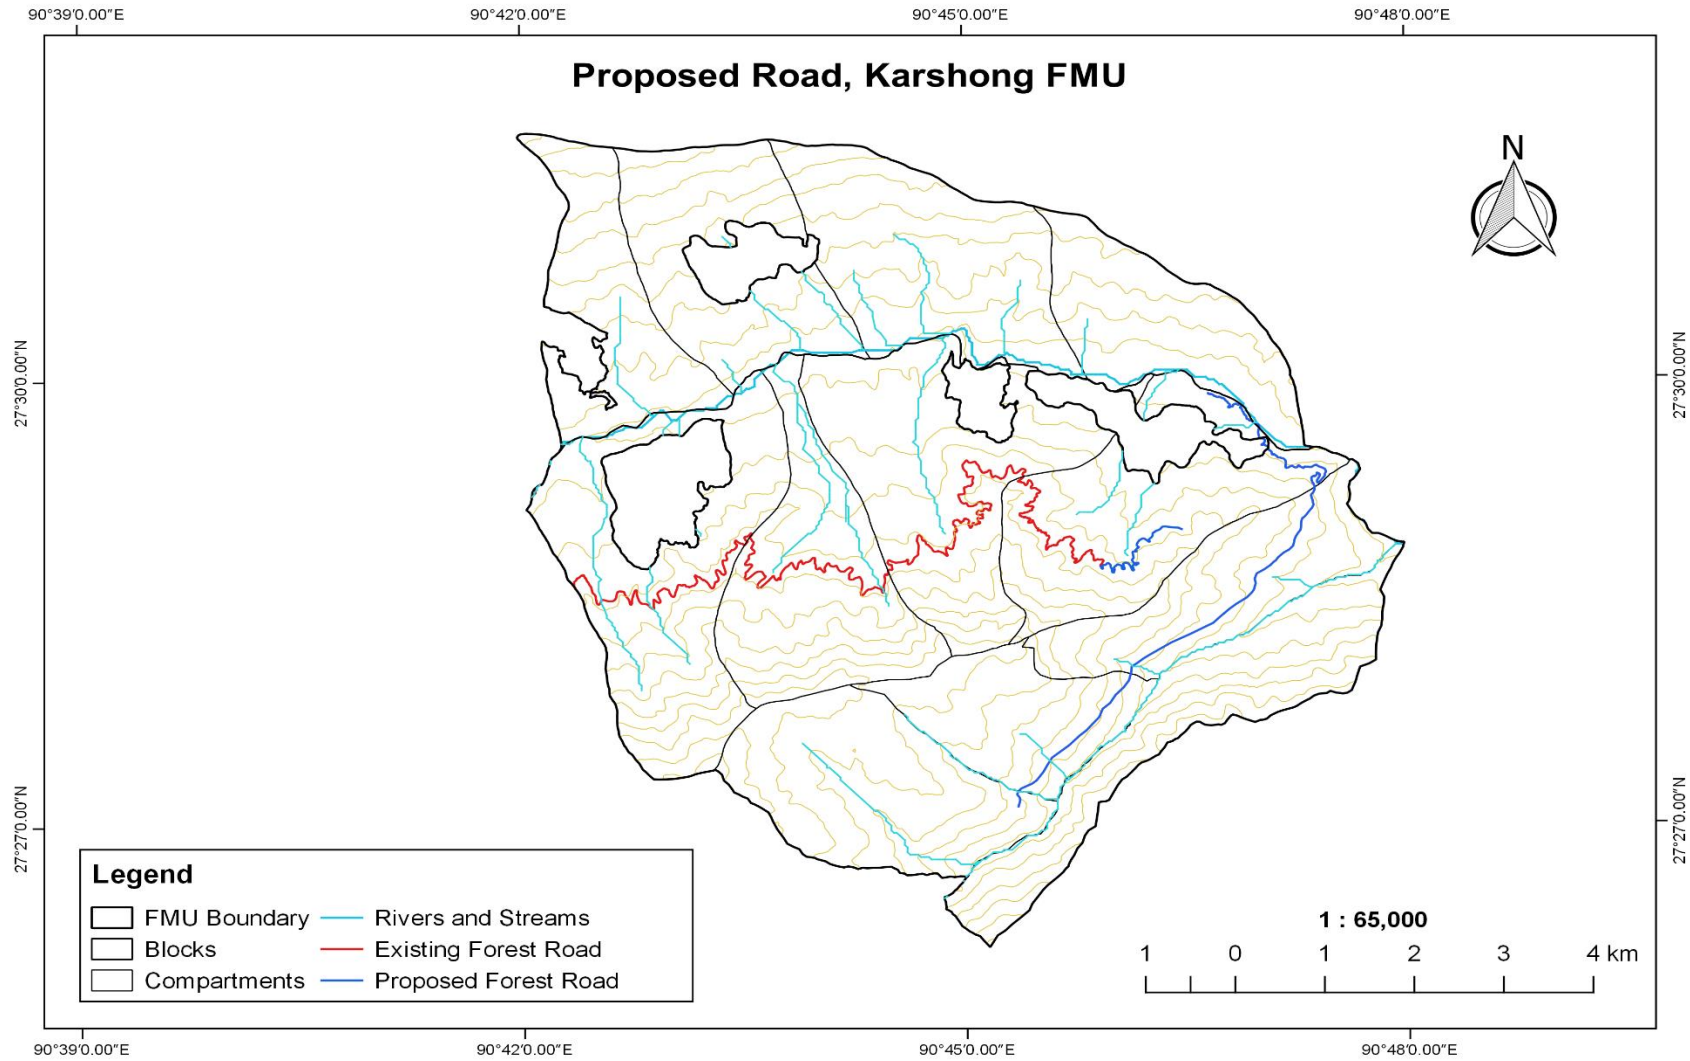 90°39'0.00"E 90°42'0.00"E 90°45'0.00"E 90°48'0.00"E
Proposed Road, Karshong FMU
N
27°30'0.00"N 27°30'0.00"N
27°27'0.00"N 27°27'0.00"N
Legend
FMU Boundary Rivers and Streams
Blocks Existing Forest Road
Compartments Proposed Forest Road
1 : 65,000
1 0 1 2 3 4 km
90°39'0.00"E 90°42'0.00"E 90°45'0.00"E 90°48'0.00"E